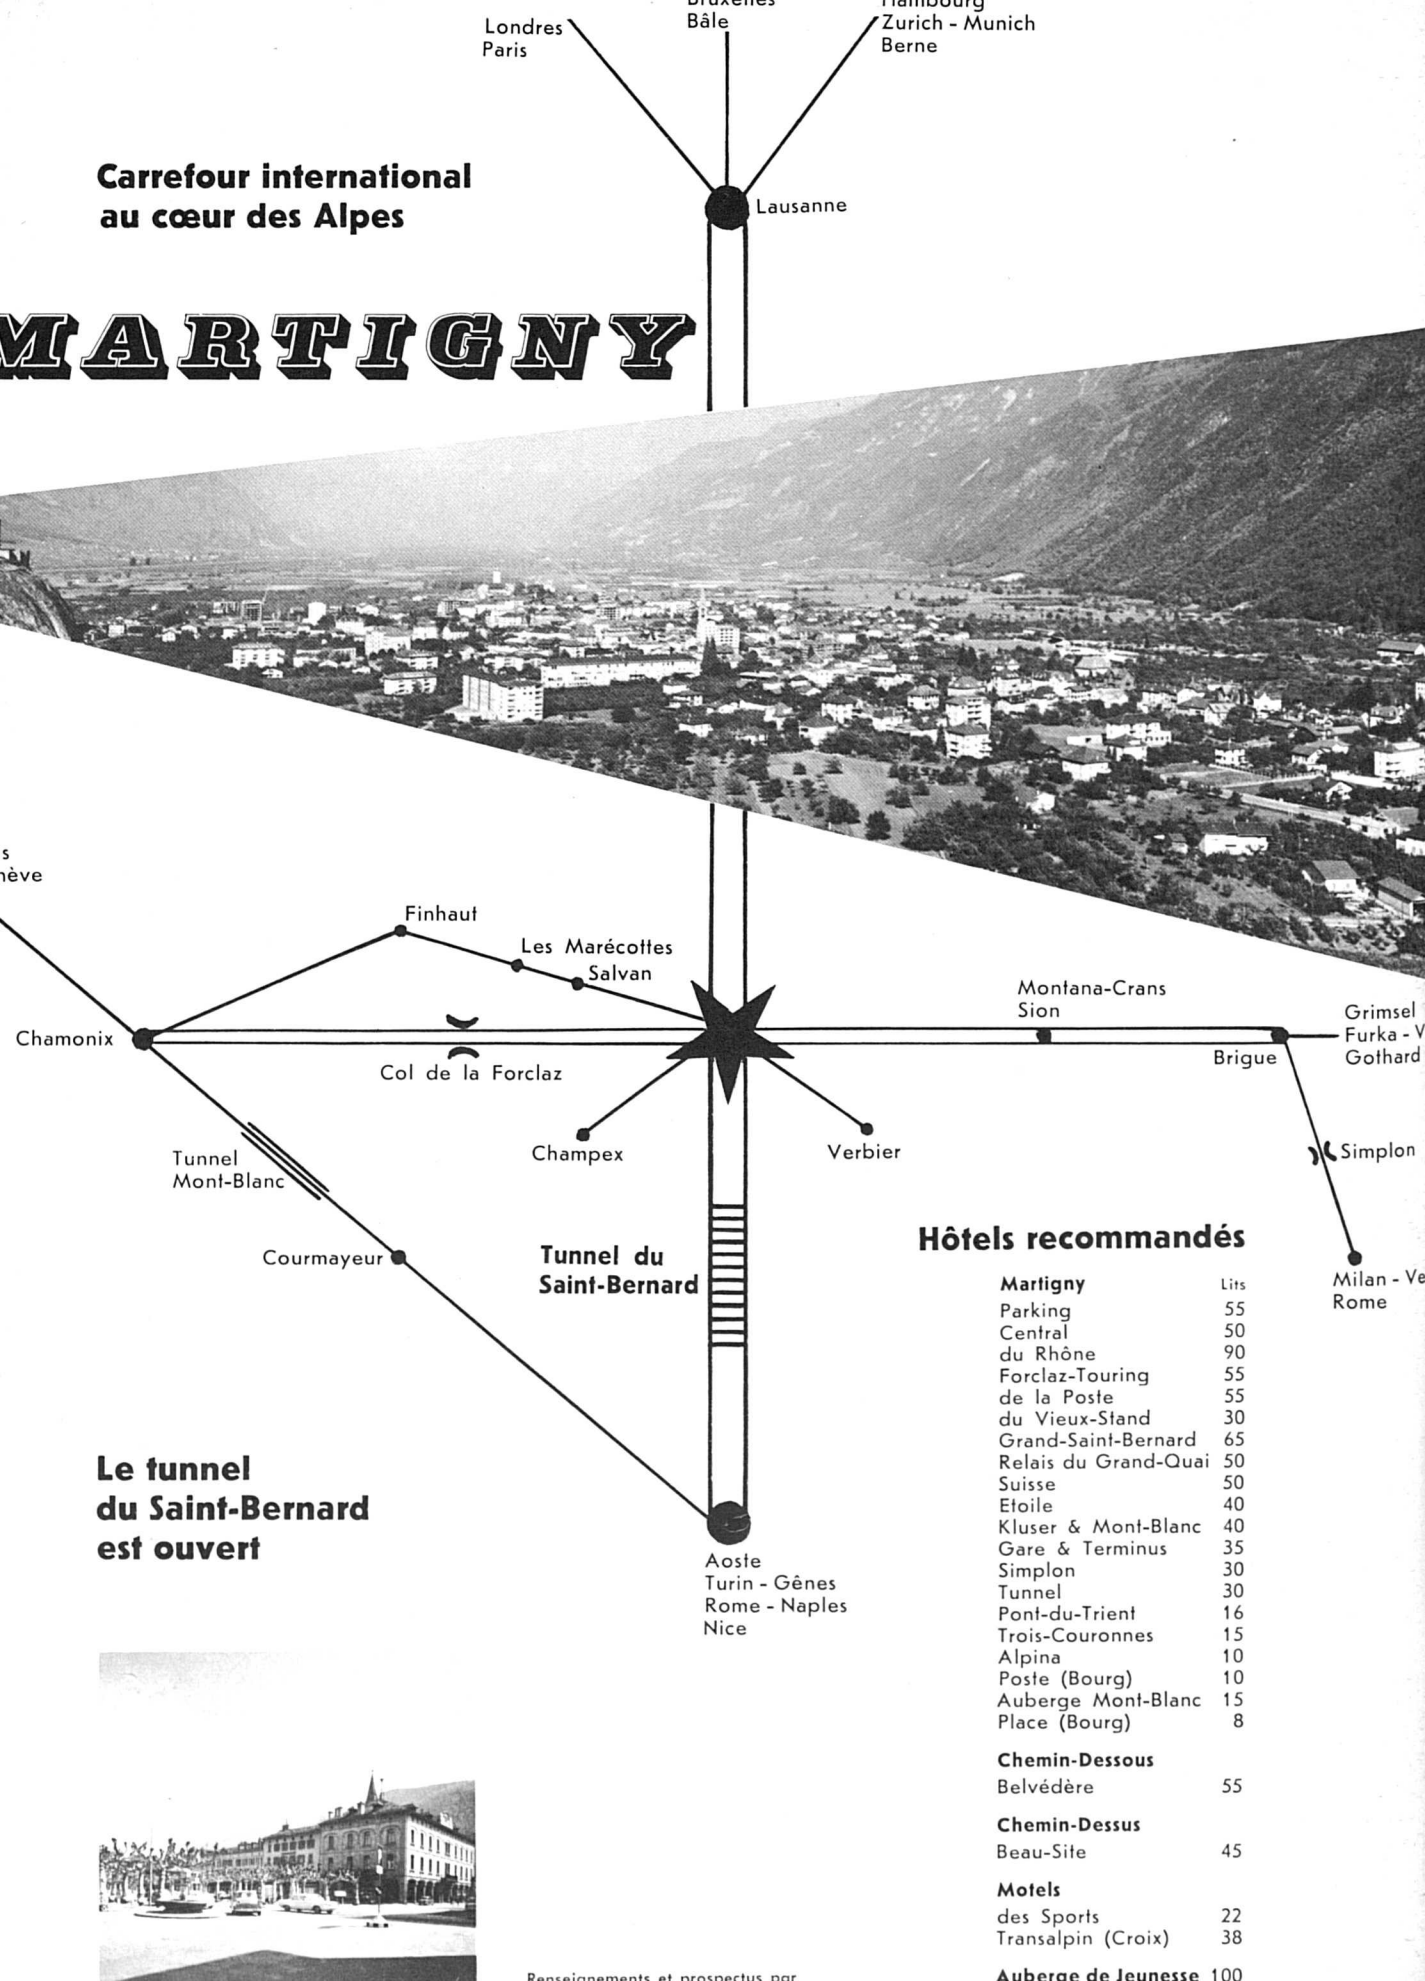 Bruxelles
Bâle
Hambourg
Zurich - Munich
Berne
Londres
Paris
Carrefour international
au cœur des Alpes
Lausanne
MARTIGNY
Finhaut
Les Marécottes
Salvan
Chamonix
Col de la Forclaz
Montana-Crans
Sion
Brigue
Grimsel
Furka - V
Gothard
Champex
Verbier
Simplon
Tunnel
Mont-Blanc
Courmayeur
Tunnel du
Saint-Bernard
Milan - Ve
Rome
Le tunnel
du Saint-Bernard
est ouvert
Aoste
Turin - Gênes
Rome - Naples
Nice
Hôtels recommandés
Martigny Lits
Parking 55
Central 50
du Rhône 90
Forclaz-Touring 55
de la Poste 55
du Vieux-Stand 30
Grand-Saint-Bernard 65
Relais du Grand-Quai 50
Suisse 50
Etoile 40
Kluser & Mont-Blanc 40
Gare & Terminus 35
Simplon 30
Tunnel 30
Pont-du-Trient 16
Trois-Couronnes 15
Alpina 10
Poste (Bourg) 10
Auberge Mont-Blanc 15
Place (Bourg) 8
Chemin-Dessous
Belvédère 55
Chemin-Dessus
Beau-Site 45
Motels
des Sports 22
Transalpin (Croix) 38
Auberge de Jeunesse 100
Renseignements et prospectus par